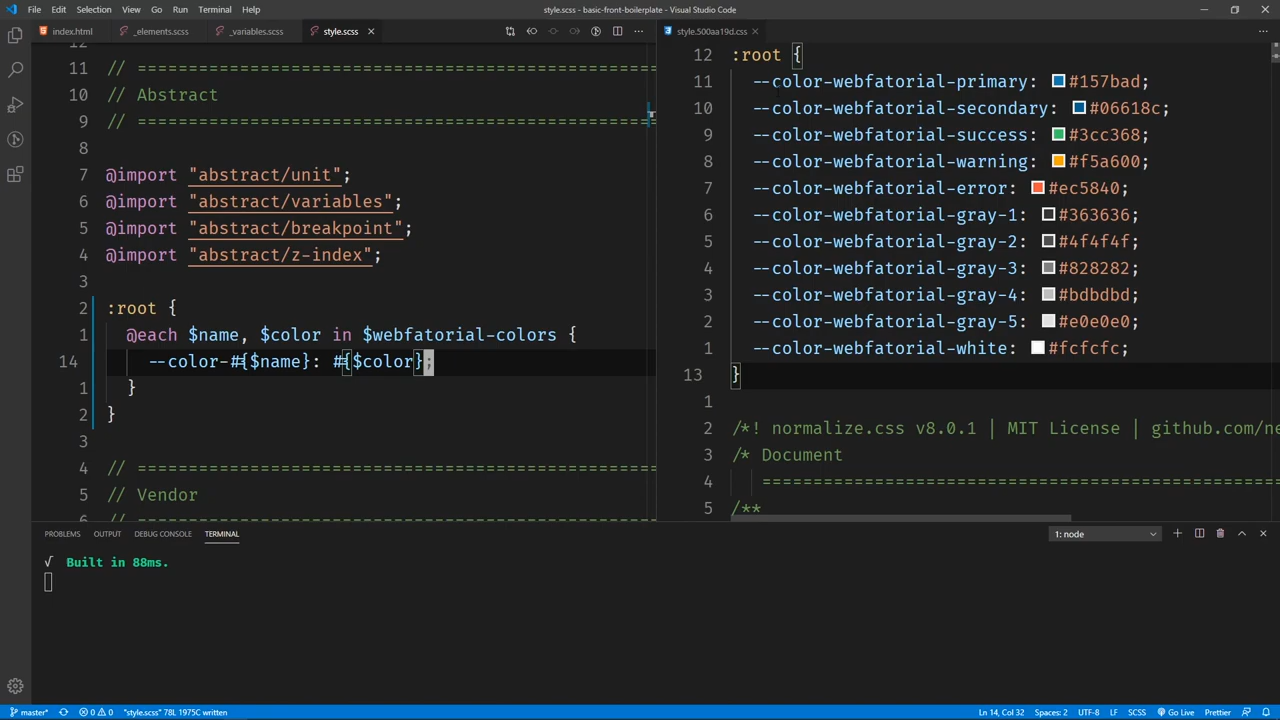 File Edit Selection View Go Run Terminal Help
style.scss - basic-front-boilerplate - Visual Studio Code
index.html _elements.scss _variables.scss style.scss
style.500aa19d.css
12
11 // ==================================================
10 // Abstract
9 // ==================================================
8
7 @import "abstract/unit";
6 @import "abstract/variables";
5 @import "abstract/breakpoint";
4 @import "abstract/z-index";
3
2 :root {
1 @each $name, $color in $webfatorial-colors {
14 --color-#{$name}: #{$color};
1 }
2 }
3
4 // ==================================================
5 // Vendor
6 // ==================================================
12 :root {
11 --color-webfatorial-primary: #157bad;
10 --color-webfatorial-secondary: #06618c;
9 --color-webfatorial-success: #3cc368;
8 --color-webfatorial-warning: #f5a600;
7 --color-webfatorial-error: #ec5840;
6 --color-webfatorial-gray-1: #363636;
5 --color-webfatorial-gray-2: #4f4f4f;
4 --color-webfatorial-gray-3: #828282;
3 --color-webfatorial-gray-4: #bdbdbd;
2 --color-webfatorial-gray-5: #e0e0e0;
1 --color-webfatorial-white: #fcfcfc;
13 }
1
2 /*! normalize.css v8.0.1 | MIT License | github.com/ne
3 /* Document
4 ==================================================
5 /**
PROBLEMS OUTPUT DEBUG CONSOLE TERMINAL
1: node
√ Built in 88ms.
master* 0 0 "style.scss" 78L 1975C written
Ln 14, Col 32 Spaces: 2 UTF-8 LF SCSS Go Live Prettier